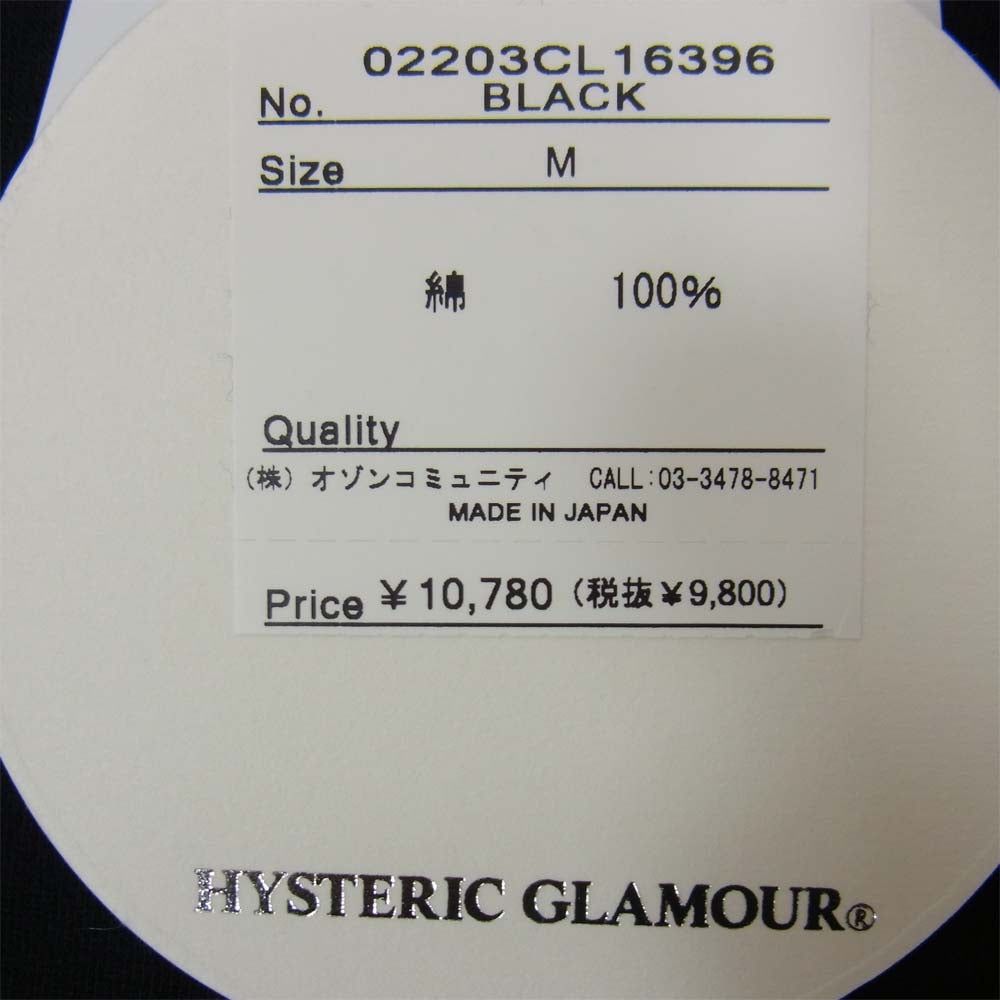 02203CL16396
No. BLACK
Size M
綿 100%
Quality
(株) オゾンコミュニティ CALL:03-3478-8471
MADE IN JAPAN
Price ¥10,780 (税抜¥9,800)
HYSTERIC GLAMOUR®